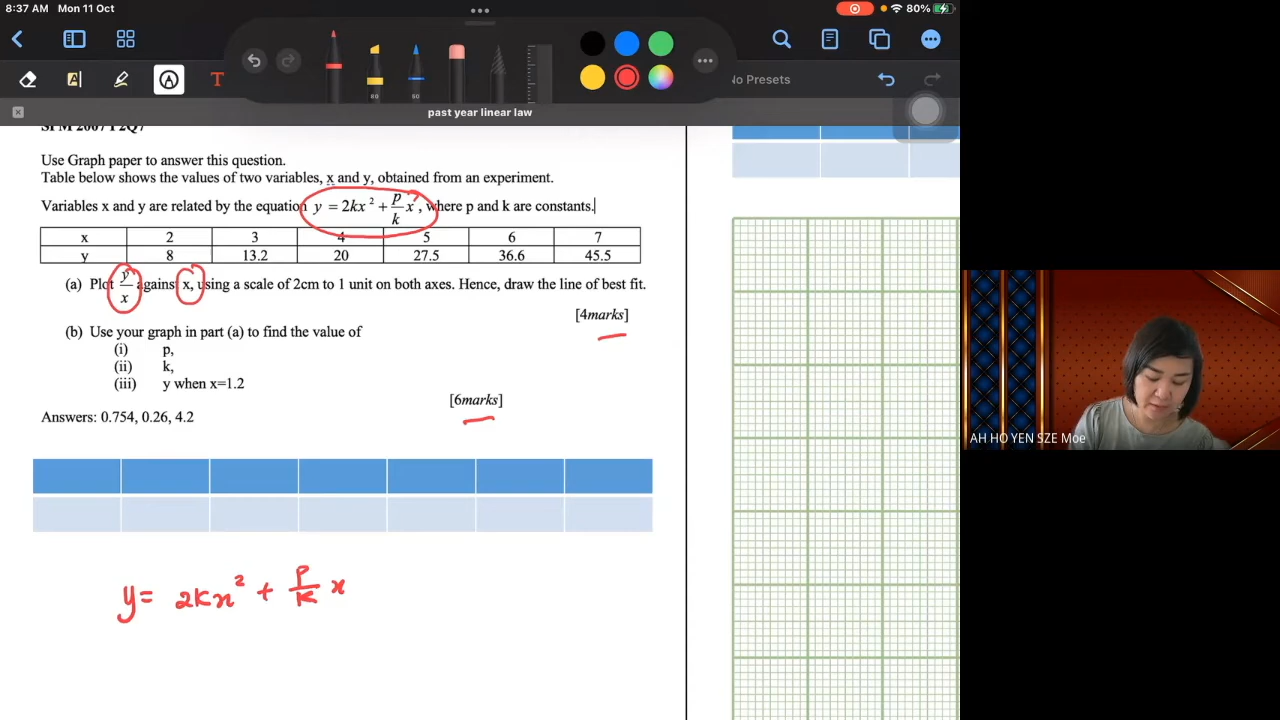 8:37 AM Mon 11 Oct
80%
No Presets
past year linear law
SPM 2007 P2Q7
Use Graph paper to answer this question.
Table below shows the values of two variables, x and y, obtained from an experiment.
Variables x and y are related by the equation y = 2kx² + p/k x, where p and k are constants.
x 2 3 4 5 6 7
y 8 13.2 20 27.5 36.6 45.5
(a) Plot y/x against x, using a scale of 2cm to 1 unit on both axes. Hence, draw the line of best fit.
[4marks]
(b) Use your graph in part (a) to find the value of
(i) p,
(ii) k,
(iii) y when x=1.2
[6marks]
Answers: 0.754, 0.26, 4.2
y = 2kx² + p/k x
AH HO YEN SZE Moe